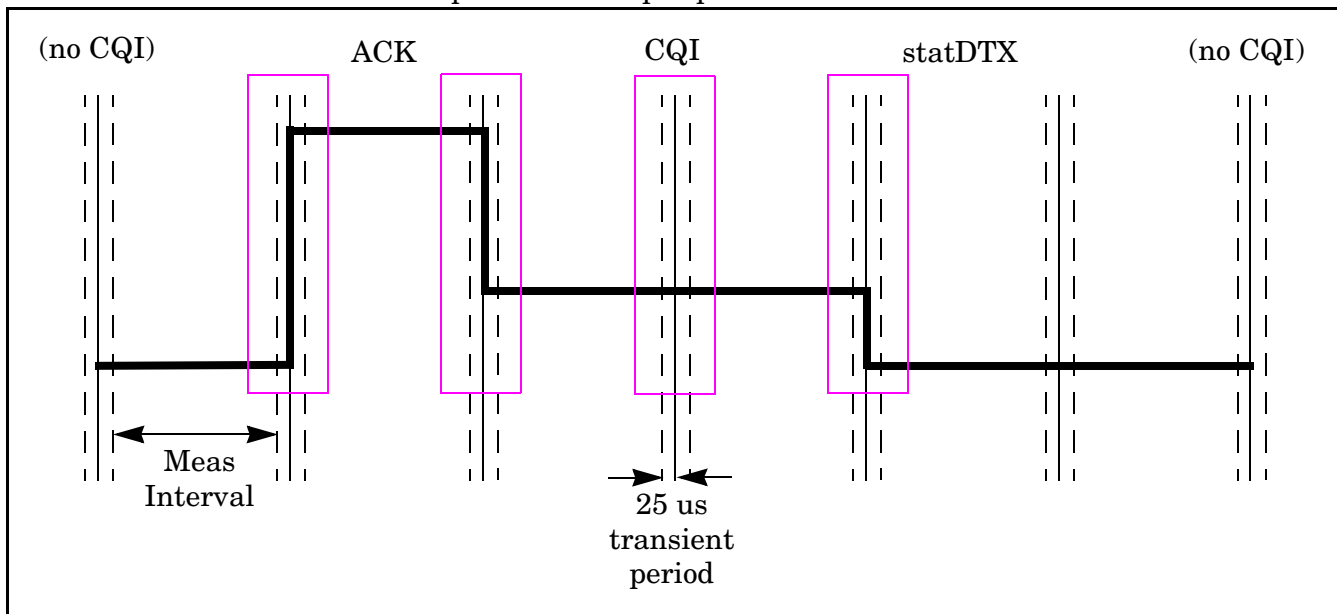 (no CQI)
ACK
CQI
statDTX
(no CQI)
Meas
Interval
25 us
transient
period